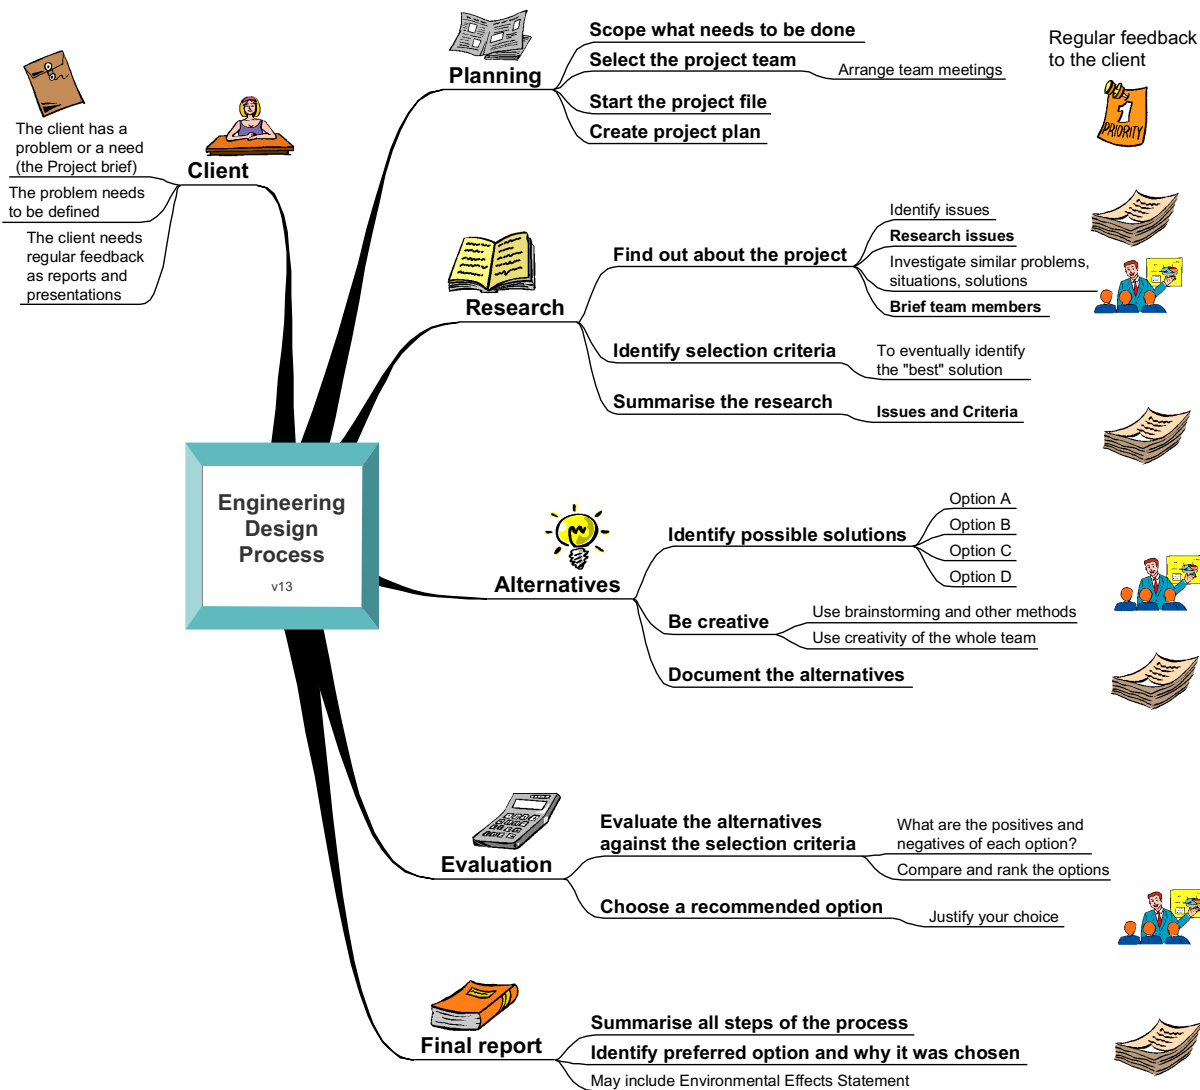 Engineering
Design
Process
v13
Client
The client has a
problem or a need
(the Project brief)
The problem needs
to be defined
The client needs
regular feedback
as reports and
presentations
Planning
Scope what needs to be done
Select the project team
Arrange team meetings
Start the project file
Create project plan
Regular feedback
to the client
1
PRIORITY
Research
Find out about the project
Identify issues
Research issues
Investigate similar problems,
situations, solutions
Brief team members
Identify selection criteria
To eventually identify
the "best" solution
Summarise the research
Issues and Criteria
Alternatives
Identify possible solutions
Option A
Option B
Option C
Option D
Be creative
Use brainstorming and other methods
Use creativity of the whole team
Document the alternatives
Evaluation
Evaluate the alternatives
against the selection criteria
What are the positives and
negatives of each option?
Compare and rank the options
Choose a recommended option
Justify your choice
Final report
Summarise all steps of the process
Identify preferred option and why it was chosen
May include Environmental Effects Statement